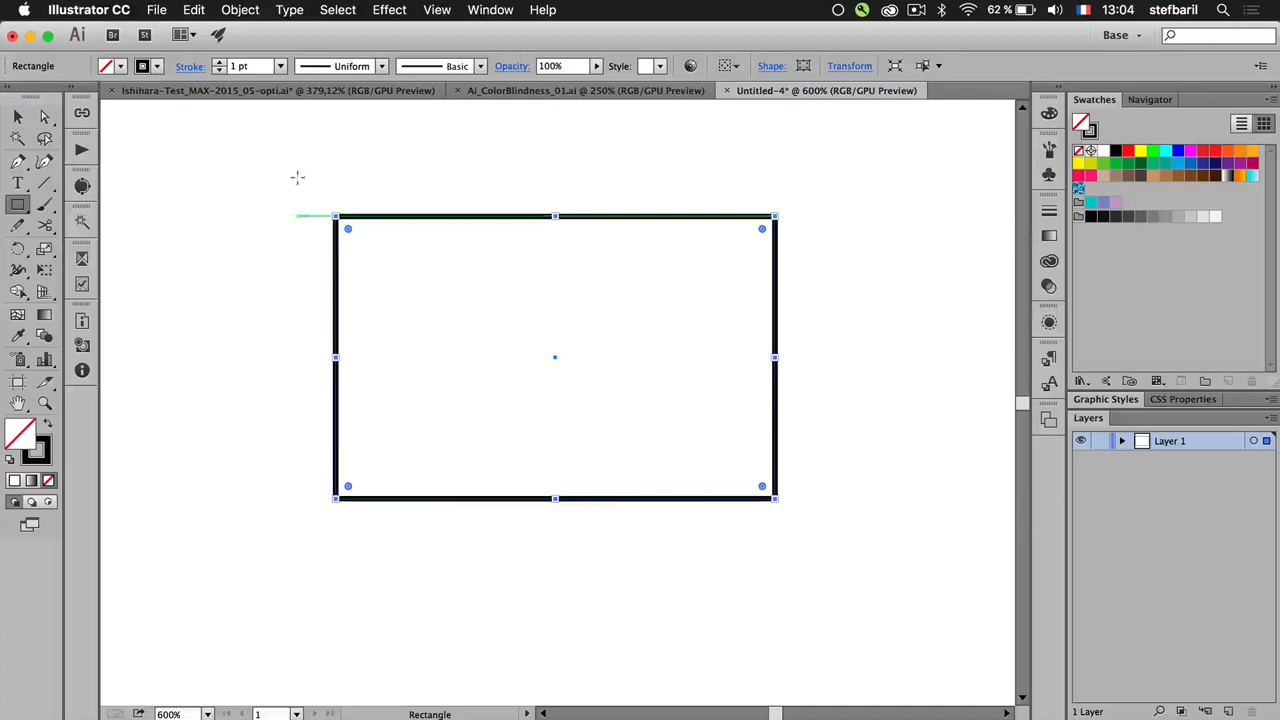 Illustrator CC File Edit Object Type Select Effect View Window Help 62 % 13:04 stefbaril
Ai Br St Base
Rectangle Stroke: 1 pt Uniform Basic Opacity: 100% Style: Shape: Transform
Ishihara-Test_MAX-2015_05-opti.ai* @ 379,12% (RGB/GPU Preview) Ai_ColorBlindness_01.ai @ 250% (RGB/GPU Preview) Untitled-4* @ 600% (RGB/GPU Preview)
Swatches Navigator
Graphic Styles CSS Properties
Layers
Layer 1
1 Layer
600% 1 Rectangle